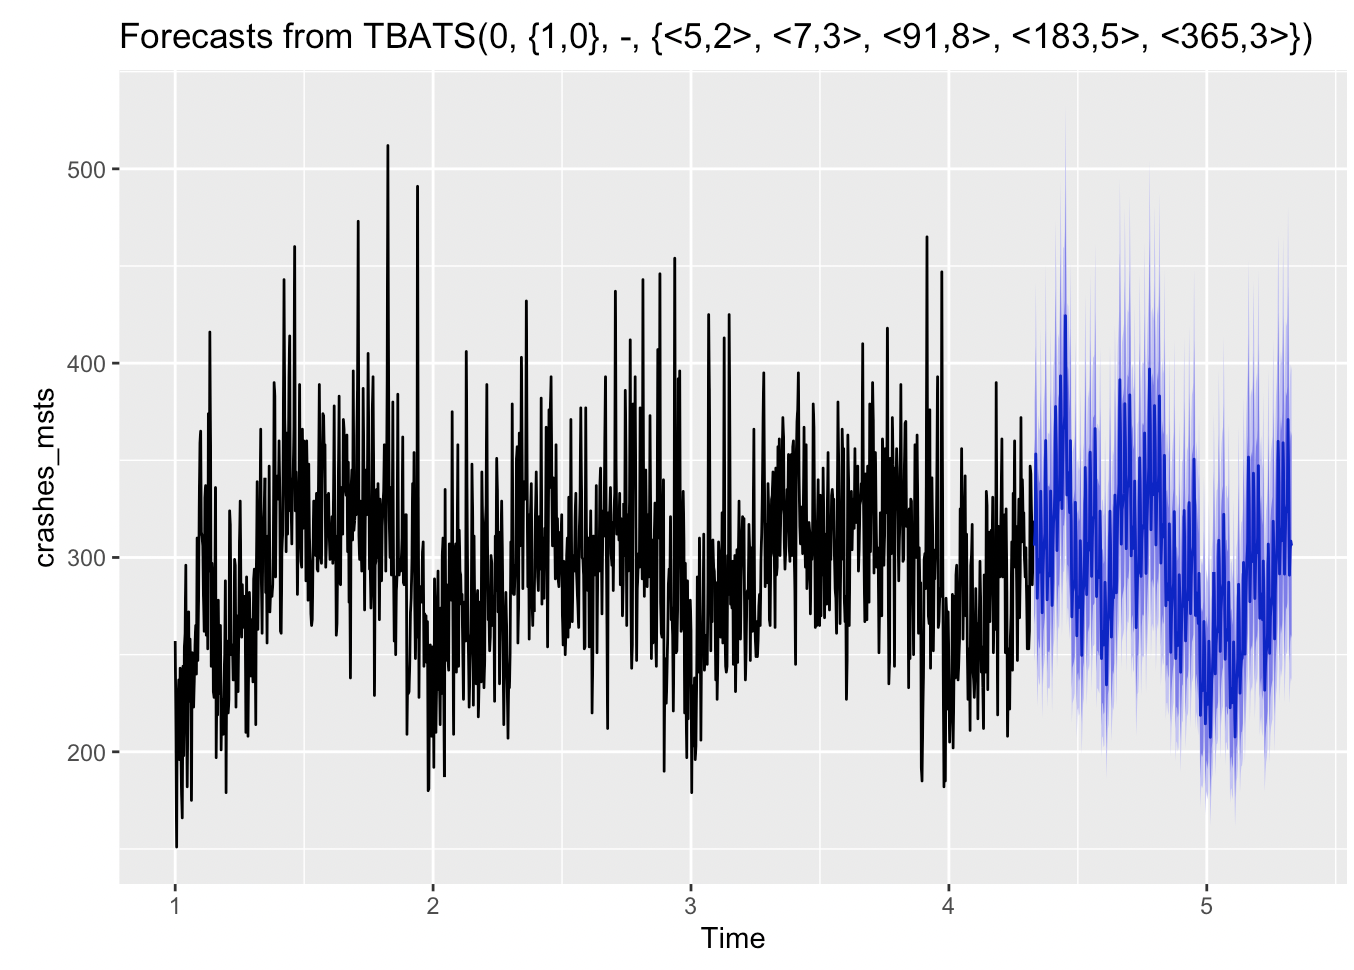 Forecasts from TBATS(0, {1,0}, -, {<5,2>, <7,3>, <91,8>, <183,5>, <365,3>})
500
400
300
200
crashes_msts
1 2 3 4 5
Time